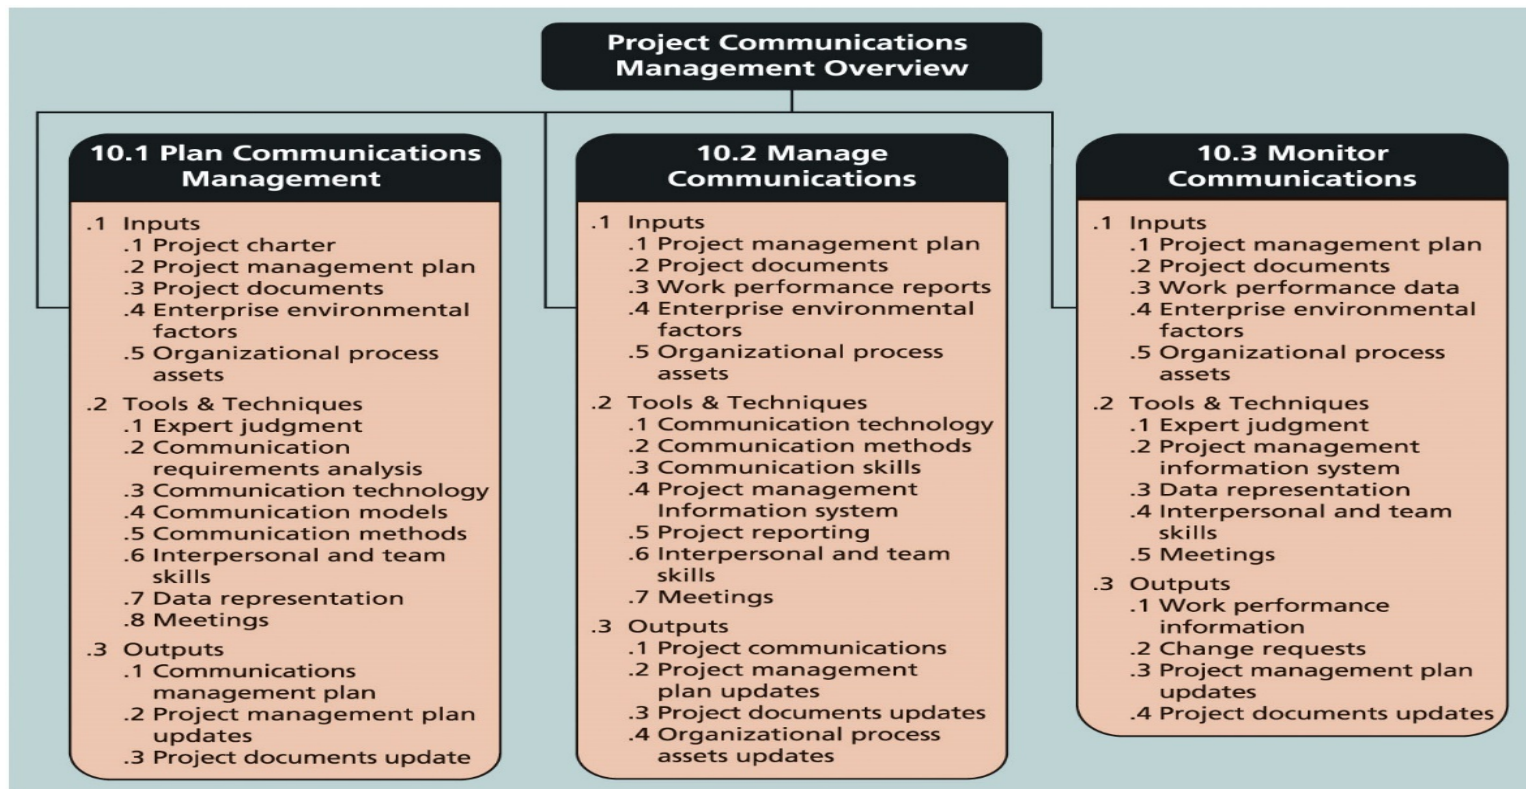 Project Communications
Management Overview
10.1 Plan Communications
Management
.1 Inputs
.1 Project charter
.2 Project management plan
.3 Project documents
.4 Enterprise environmental
factors
.5 Organizational process
assets
.2 Tools & Techniques
.1 Expert judgment
.2 Communication
requirements analysis
.3 Communication technology
.4 Communication models
.5 Communication methods
.6 Interpersonal and team
skills
.7 Data representation
.8 Meetings
.3 Outputs
.1 Communications
management plan
.2 Project management plan
updates
.3 Project documents update
10.2 Manage
Communications
.1 Inputs
.1 Project management plan
.2 Project documents
.3 Work performance reports
.4 Enterprise environmental
factors
.5 Organizational process
assets
.2 Tools & Techniques
.1 Communication technology
.2 Communication methods
.3 Communication skills
.4 Project management
Information system
.5 Project reporting
.6 Interpersonal and team
skills
.7 Meetings
.3 Outputs
.1 Project communications
.2 Project management
plan updates
.3 Project documents updates
.4 Organizational process
assets updates
10.3 Monitor
Communications
.1 Inputs
.1 Project management plan
.2 Project documents
.3 Work performance data
.4 Enterprise environmental
factors
.5 Organizational process
assets
.2 Tools & Techniques
.1 Expert judgment
.2 Project management
information system
.3 Data representation
.4 Interpersonal and team
skills
.5 Meetings
.3 Outputs
.1 Work performance
information
.2 Change requests
.3 Project management plan
updates
.4 Project documents updates